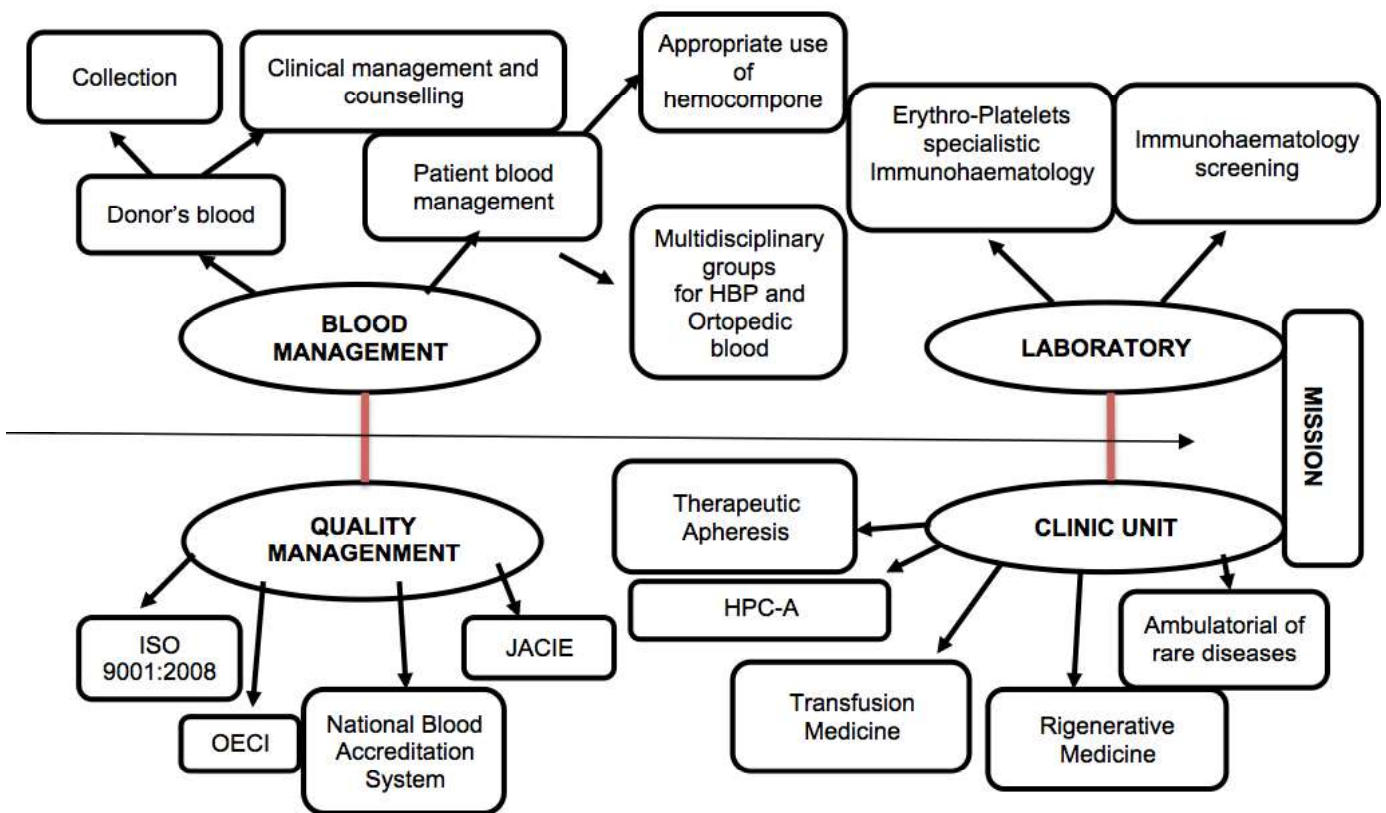 Collection
Clinical management and
counselling
Appropriate use
of
hemocompone
Erythro-Platelets
specialistic
Immunohaematology
Immunohaematology
screening
Donor's blood
Patient blood
management
Multidisciplinary
groups
for HBP and
Ortopedic
blood
BLOOD
MANAGEMENT
LABORATORY
MISSION
QUALITY
MANAGENMENT
Therapeutic
Apheresis
CLINIC UNIT
HPC-A
ISO
9001:2008
JACIE
Ambulatorial of
rare diseases
OECI
National Blood
Accreditation
System
Transfusion
Medicine
Rigenerative
Medicine